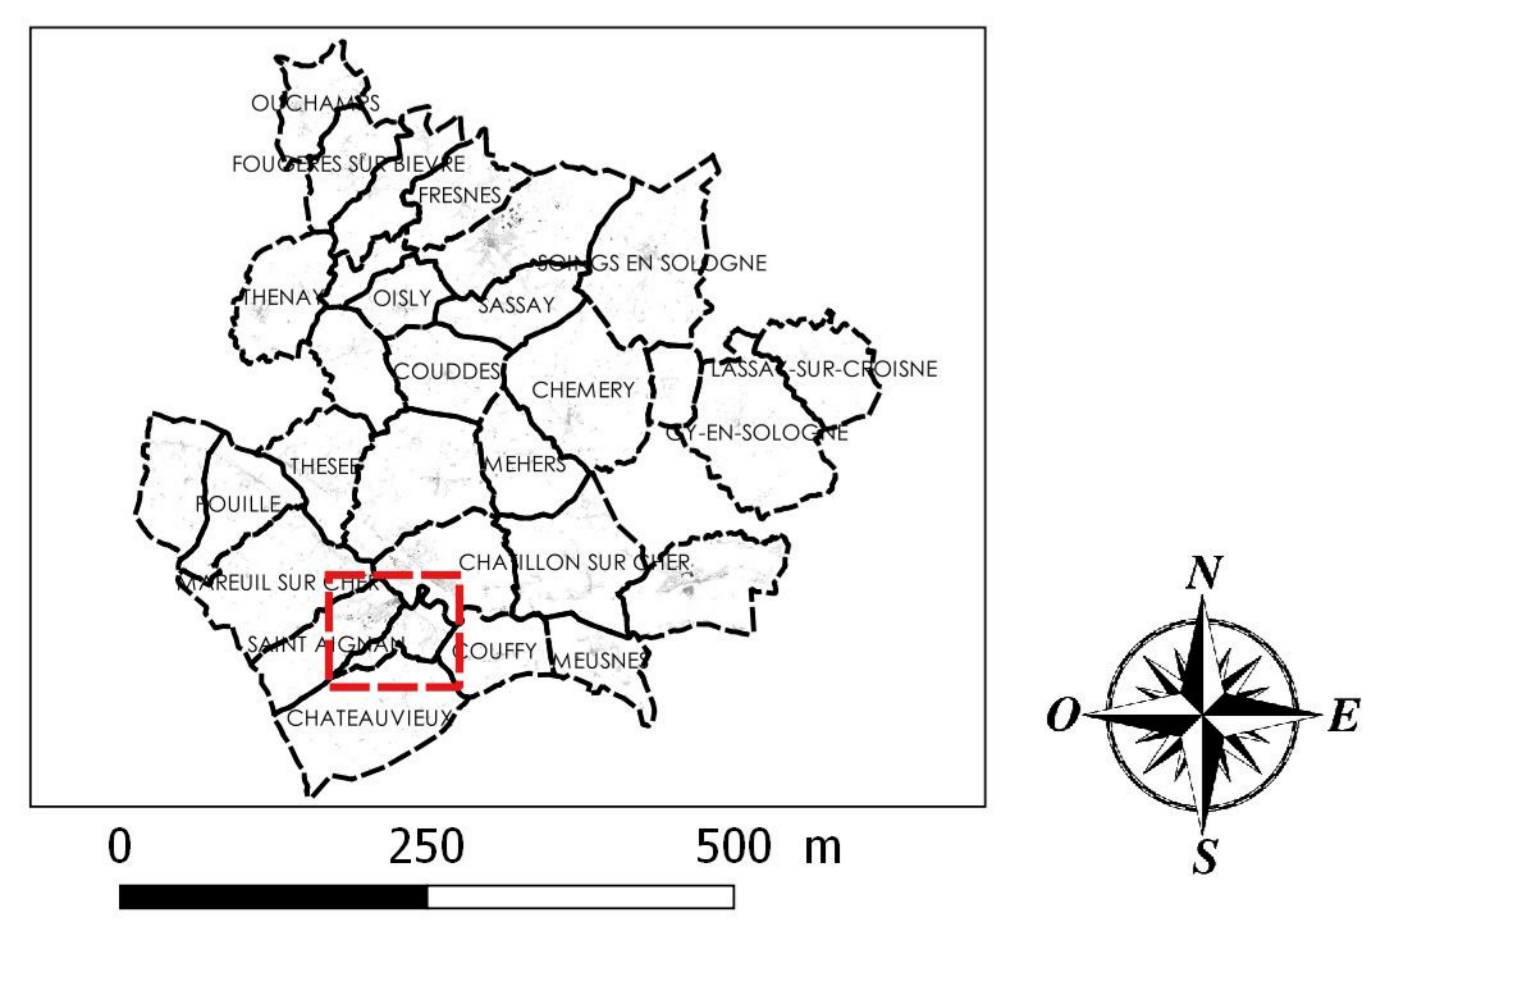 OUCHAMPS
FOUGERES SUR BIEVRE
FRESNES
SOINGS EN SOLOGNE
THENAY
OISLY
SASSAY
COUDDES
CHEMERY
LASSAY-SUR-CROISNE
GY-EN-SOLOGNE
THESEE
MEHERS
POUILLE
CHATILLON SUR CHER
MAREUIL SUR CHER
SAINT AIGNAN
COUFFY
MEUSNES
CHATEAUVIEUX
N
O
E
S
0 250 500 m